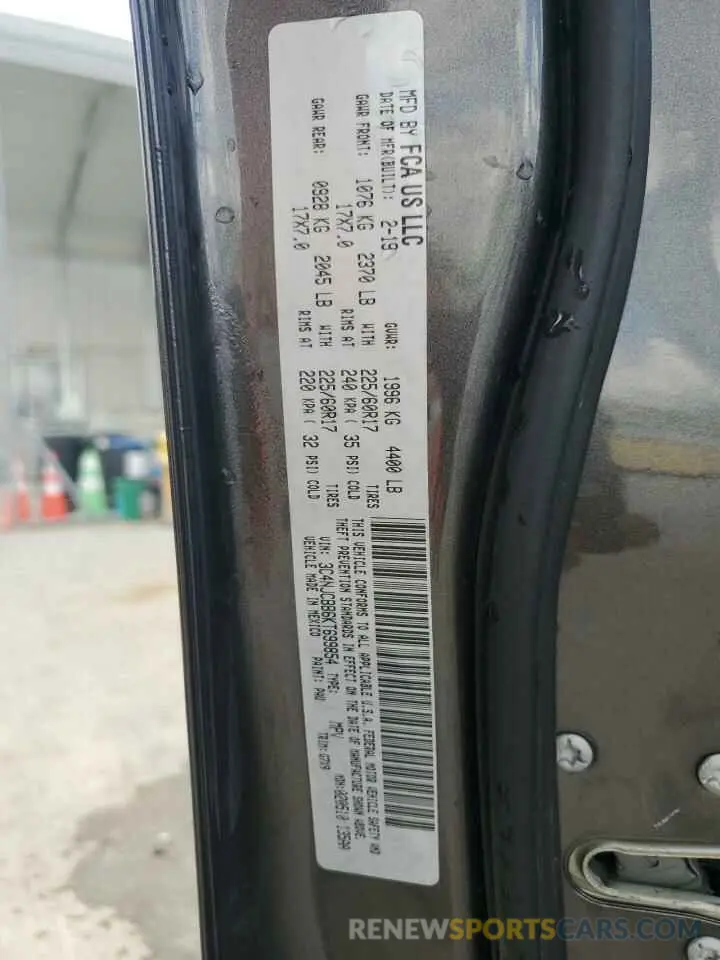 MFD BY FCA US LLC
DATE OF MFR(BUILT): 2-19 GVWR: 1996 KG 4400 LB
GAWR FRONT: 1076 KG 2370 LB WITH 225/60R17 TIRES
17X7.0 RIMS AT 240 KPA ( 35 PSI) COLD
GAWR REAR: 0928 KG 2045 LB WITH 225/60R17 TIRES
17X7.0 RIMS AT 220 KPA ( 32 PSI) COLD
THIS VEHICLE CONFORMS TO ALL APPLICABLE U.S.A. FEDERAL MOTOR VEHICLE SAFETY AND
THEFT PREVENTION STANDARDS IN EFFECT ON THE DATE OF MANUFACTURE SHOWN ABOVE.
VIN: 3C4NJCBB6KT699854 TYPE: MPV
VEHICLE MADE IN MEXICO PAINT: PAU
RENEWSPORTSCARS.COM